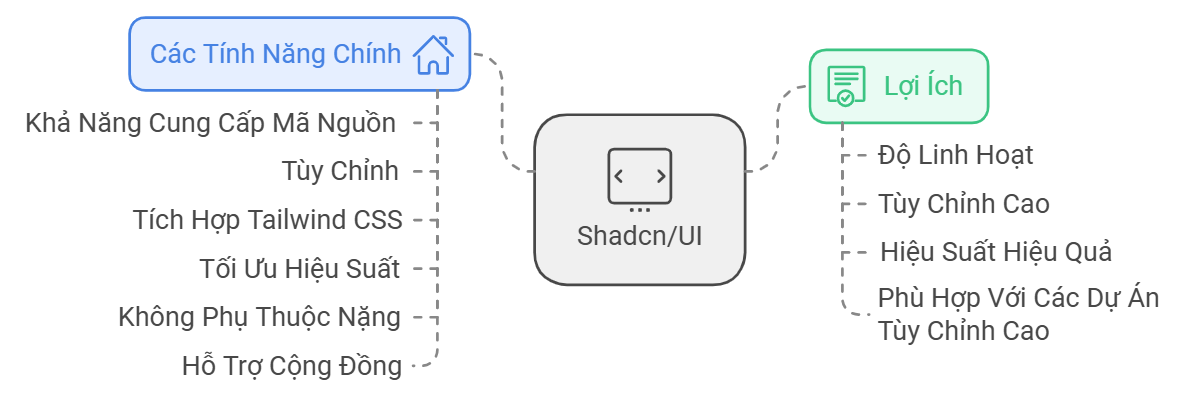 Các Tính Năng Chính
Khả Năng Cung Cấp Mã Nguồn
Tùy Chỉnh
Tích Hợp Tailwind CSS
Tối Ưu Hiệu Suất
Không Phụ Thuộc Nặng
Hỗ Trợ Cộng Đồng
Shadcn/UI
Lợi Ích
Độ Linh Hoạt
Tùy Chỉnh Cao
Hiệu Suất Hiệu Quả
Phù Hợp Với Các Dự Án
Tùy Chỉnh Cao